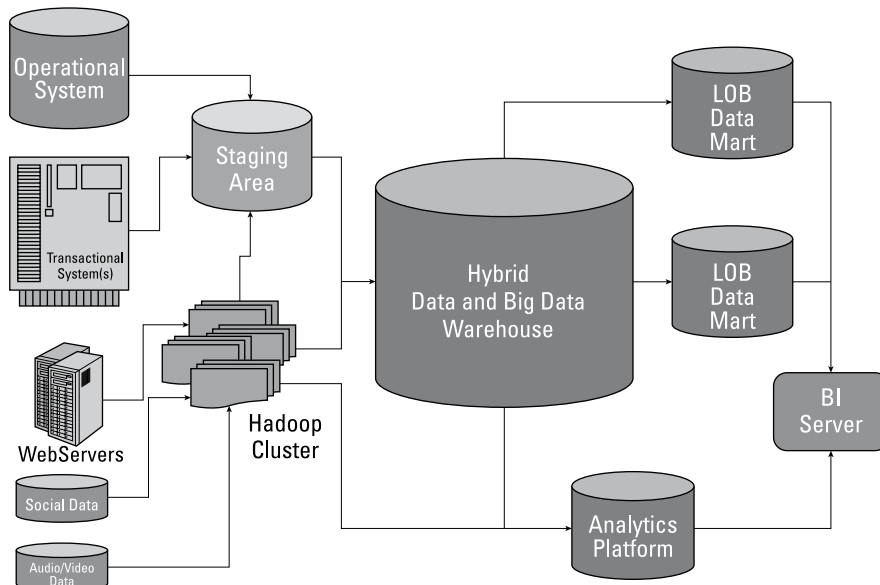 Operational
System
Staging
Area
Transactional
System(s)
WebServers
Social Data
Audio/Video
Data
Hadoop
Cluster
Hybrid
Data and Big Data
Warehouse
LOB
Data
Mart
LOB
Data
Mart
BI
Server
Analytics
Platform